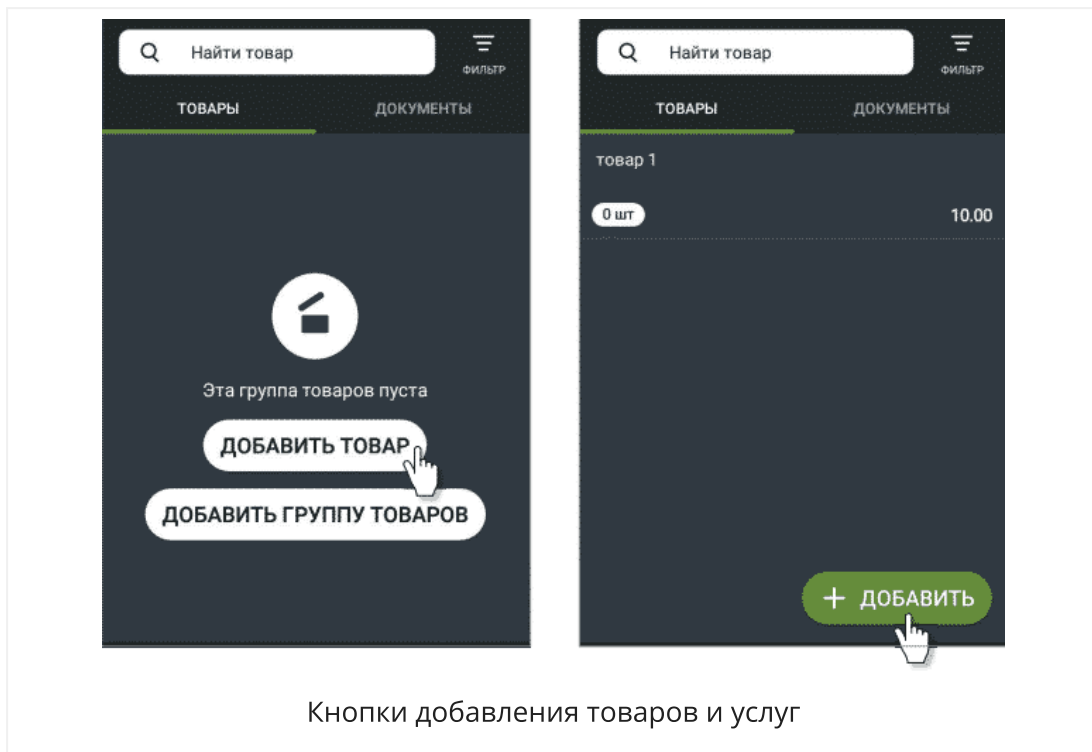 Найти товар
ФИЛЬТР
ТОВАРЫ
ДОКУМЕНТЫ
Эта группа товаров пуста
ДОБАВИТЬ ТОВАР
ДОБАВИТЬ ГРУППУ ТОВАРОВ
Найти товар
ФИЛЬТР
ТОВАРЫ
ДОКУМЕНТЫ
товар 1
0 шт
10.00
+ ДОБАВИТЬ
Кнопки добавления товаров и услуг